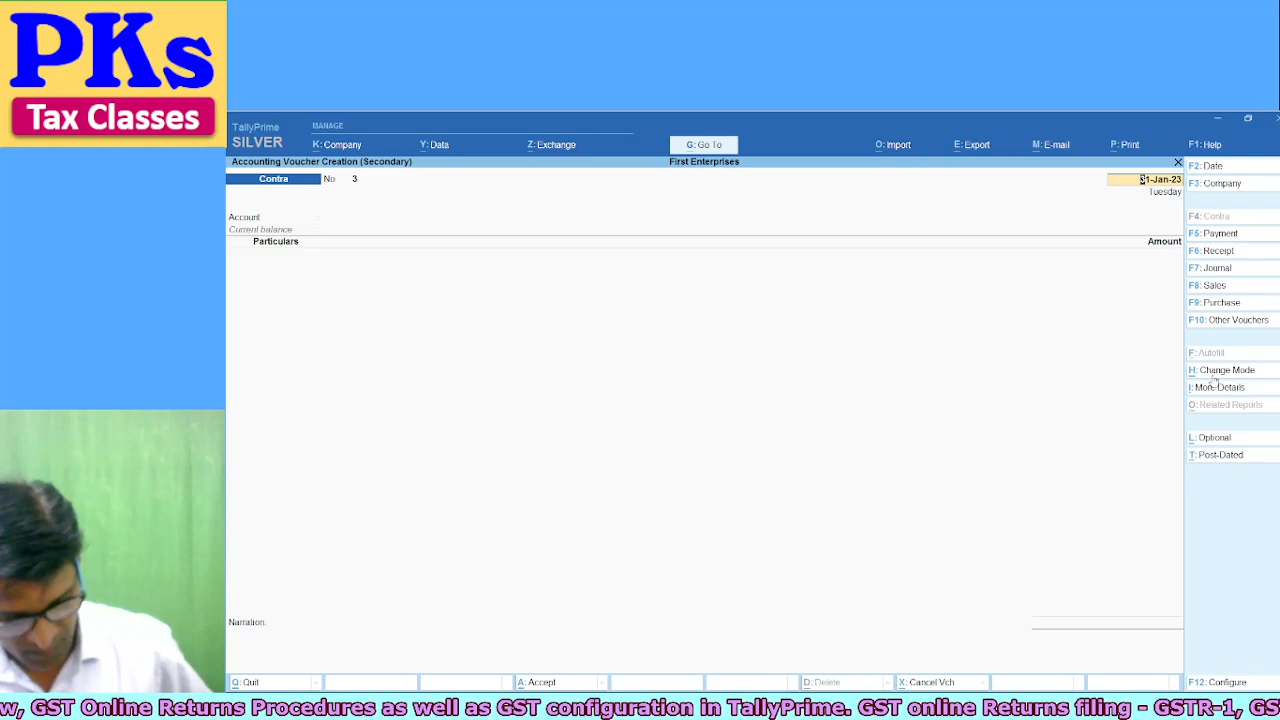 PKs
Tax Classes
TallyPrime
SILVER
MANAGE
K: Company
Y: Data
Z: Exchange
G: Go To
O: Import
E: Export
M: E-mail
P: Print
F1: Help
Accounting Voucher Creation (Secondary)
First Enterprises
Contra
No.
3
31-Jan-23
Tuesday
Account :
Current balance :
Particulars
Amount
F2: Date
F3: Company
F4: Contra
F5: Payment
F6: Receipt
F7: Journal
F8: Sales
F9: Purchase
F10: Other Vouchers
F: Autofill
H: Change Mode
I: More Details
O: Related Reports
L: Optional
T: Post-Dated
Narration:
Q: Quit
A: Accept
D: Delete
X: Cancel Vch
F12: Configure
w, GST Online Returns Procedures as well as GST configuration in TallyPrime. GST online Returns filing - GSTR-1, GS